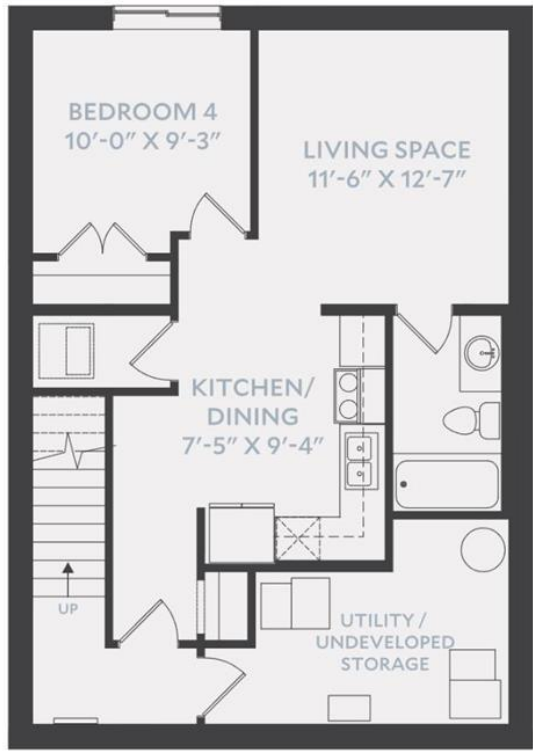 BEDROOM 4
10'-0" X 9'-3"
LIVING SPACE
11'-6" X 12'-7"
KITCHEN/
DINING
7'-5" X 9'-4"
UP
UTILITY /
UNDEVELOPED
STORAGE